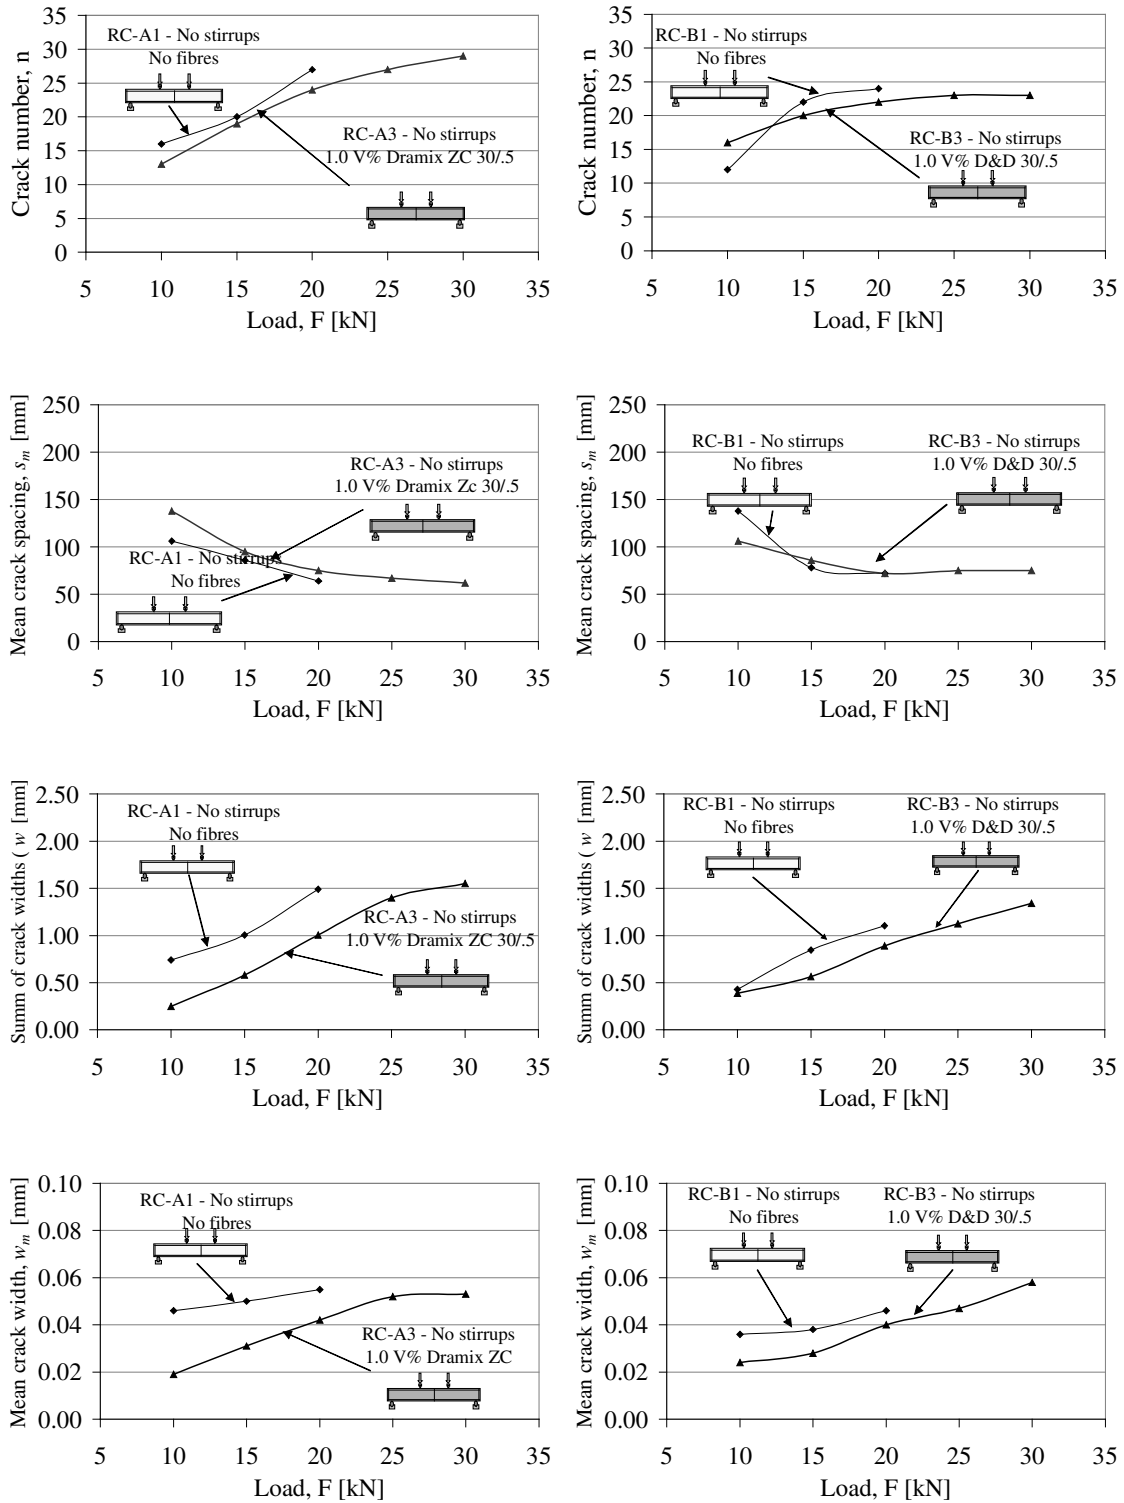 35
30
25
20
15
10
5
0
Crack number, n
RC-A1 - No stirrups
No fibres
RC-A3 - No stirrups
1.0 V% Dramix ZC 30/.5
5 10 15 20 25 30 35
Load, F [kN]
35
30
25
20
15
10
5
0
Crack number, n
RC-B1 - No stirrups
No fibres
RC-B3 - No stirrups
1.0 V% D&D 30/.5
5 10 15 20 25 30 35
Load, F [kN]
250
200
150
100
50
0
Mean crack spacing, s_m [mm]
RC-A3 - No stirrups
1.0 V% Dramix Zc 30/.5
RC-A1 - No stirrups
No fibres
5 10 15 20 25 30 35
Load, F [kN]
250
200
150
100
50
0
Mean crack spacing, s_m [mm]
RC-B1 - No stirrups
No fibres
RC-B3 - No stirrups
1.0 V% D&D 30/.5
5 10 15 20 25 30 35
Load, F [kN]
2.50
2.00
1.50
1.00
0.50
0.00
Summ of crack widths ( w [mm]
RC-A1 - No stirrups
No fibres
RC-A3 - No stirrups
1.0 V% Dramix ZC 30/.5
5 10 15 20 25 30 35
Load, F [kN]
2.50
2.00
1.50
1.00
0.50
0.00
Summ of crack widths ( w [mm]
RC-B1 - No stirrups
No fibres
RC-B3 - No stirrups
1.0 V% D&D 30/.5
5 10 15 20 25 30 35
Load, F [kN]
0.10
0.08
0.06
0.04
0.02
0.00
Mean crack width, w_m [mm]
RC-A1 - No stirrups
No fibres
RC-A3 - No stirrups
1.0 V% Dramix ZC
5 10 15 20 25 30 35
Load, F [kN]
0.10
0.08
0.06
0.04
0.02
0.00
Mean crack width, w_m [mm]
RC-B1 - No stirrups
No fibres
RC-B3 - No stirrups
1.0 V% D&D 30/.5
5 10 15 20 25 30 35
Load, F [kN]